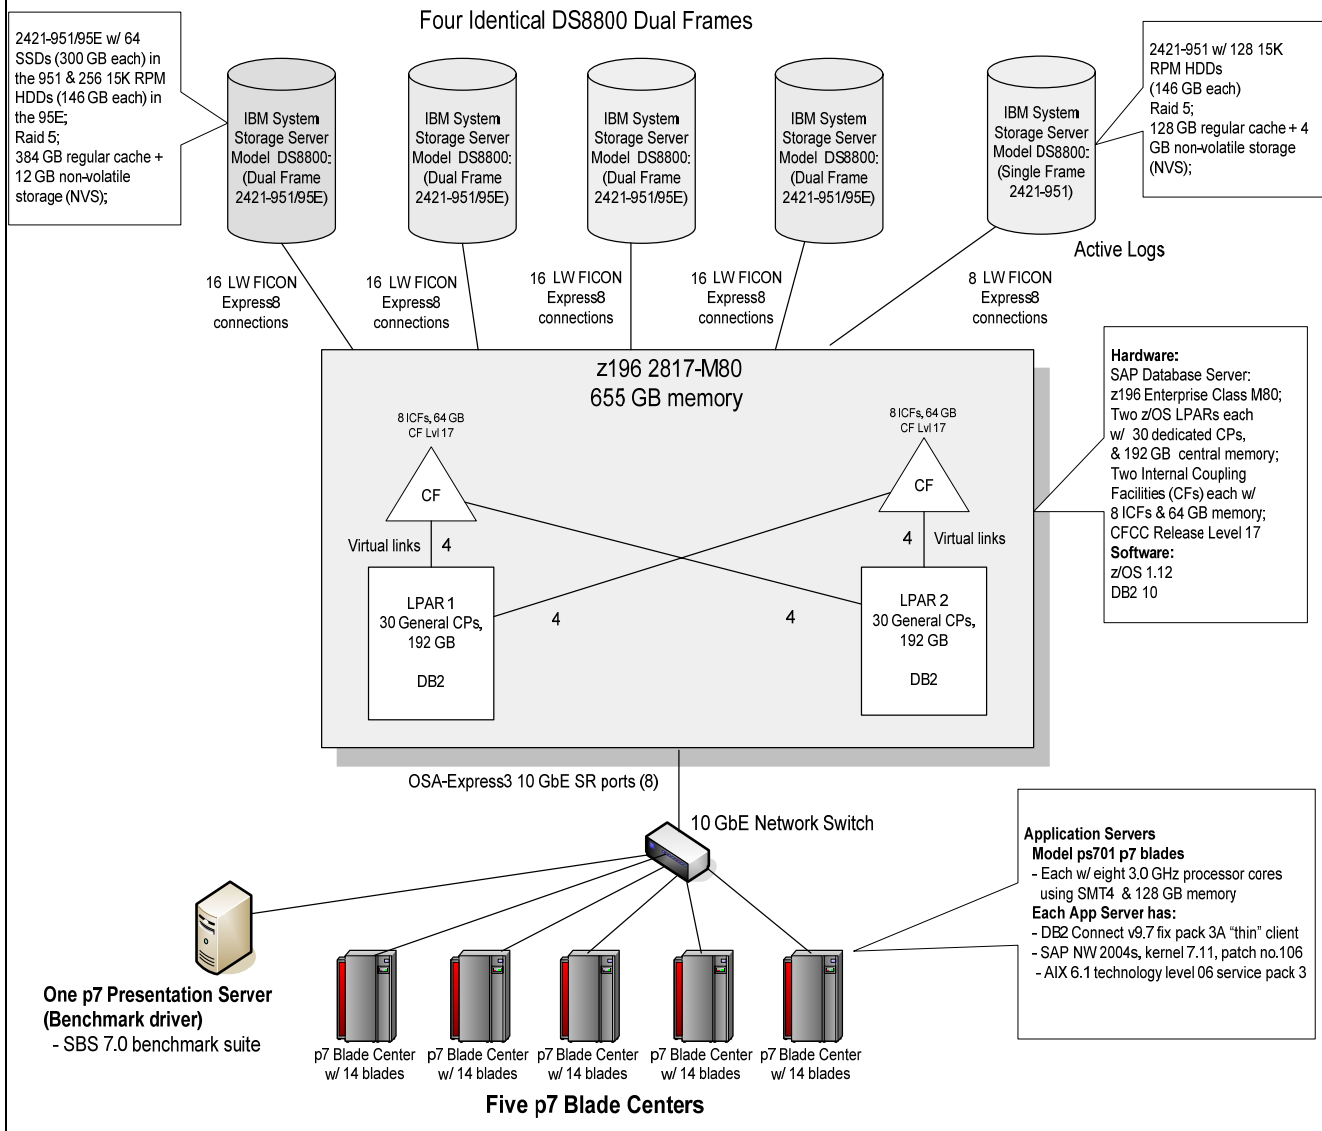 Four Identical DS8800 Dual Frames
2421-951/95E w/ 64
SSDs (300 GB each) in
the 951 & 256 15K RPM
HDDs (146 GB each) in
the 95E;
Raid 5;
384 GB regular cache +
12 GB non-volatile
storage (NVS);
IBM System
Storage Server
Model DS8800:
(Dual Frame
2421-951/95E)
IBM System
Storage Server
Model DS8800:
(Dual Frame
2421-951/95E)
IBM System
Storage Server
Model DS8800:
(Dual Frame
2421-951/95E)
IBM System
Storage Server
Model DS8800:
(Dual Frame
2421-951/95E)
IBM System
Storage Server
Model DS8800:
(Single Frame
2421-951)
2421-951 w/ 128 15K
RPM HDDs
(146 GB each)
Raid 5;
128 GB regular cache + 4
GB non-volatile storage
(NVS);
Active Logs
16 LW FICON
Express8
connections
16 LW FICON
Express8
connections
16 LW FICON
Express8
connections
16 LW FICON
Express8
connections
8 LW FICON
Express8
connections
z196 2817-M80
655 GB memory
8 ICFs, 64 GB
CF Lvl 17
CF
8 ICFs, 64 GB
CF Lvl 17
CF
Virtual links
4
4
Virtual links
LPAR 1
30 General CPs,
192 GB
DB2
4
4
LPAR 2
30 General CPs,
192 GB
DB2
Hardware:
SAP Database Server:
z196 Enterprise Class M80;
Two z/OS LPARs each
w/ 30 dedicated CPs,
& 192 GB central memory;
Two Internal Coupling
Facilities (CFs) each w/
8 ICFs & 64 GB memory;
CFCC Release Level 17
Software:
z/OS 1.12
DB2 10
OSA-Express3 10 GbE SR ports (8)
10 GbE Network Switch
Application Servers
Model ps701 p7 blades
- Each w/ eight 3.0 GHz processor cores
using SMT4 & 128 GB memory
Each App Server has:
- DB2 Connect v9.7 fix pack 3A “thin” client
- SAP NW 2004s, kernel 7.11, patch no.106
- AIX 6.1 technology level 06 service pack 3
One p7 Presentation Server
(Benchmark driver)
- SBS 7.0 benchmark suite
p7 Blade Center
w/ 14 blades
p7 Blade Center
w/ 14 blades
p7 Blade Center
w/ 14 blades
p7 Blade Center
w/ 14 blades
p7 Blade Center
w/ 14 blades
Five p7 Blade Centers